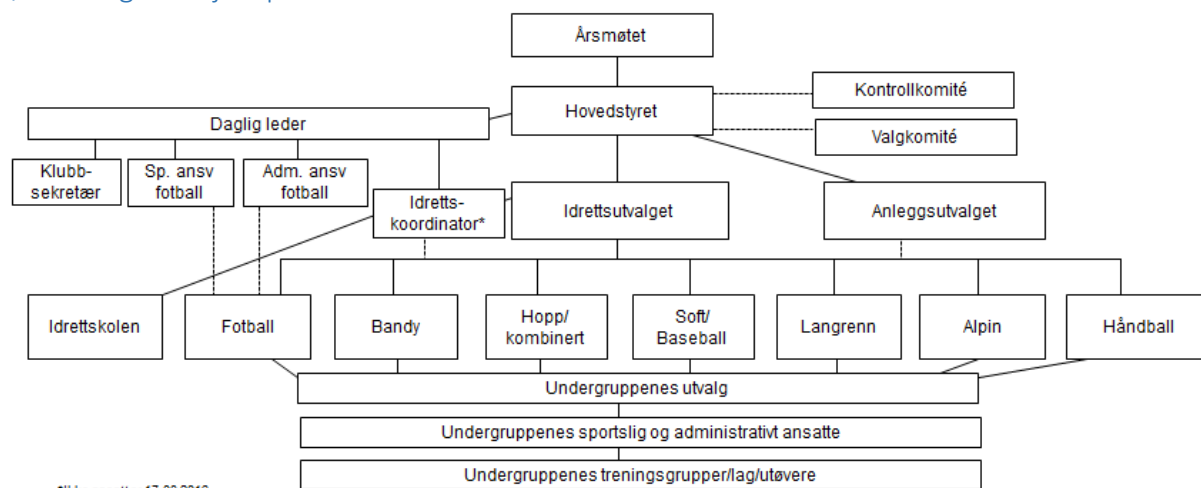 Årsmøtet
Hovedstyret
Kontrollkomité
Valgkomité
Daglig leder
Klubb-
sekretær
Sp. ansv
fotball
Adm. ansv
fotball
Idretts-
koordinator*
Idrettsutvalget
Anleggsutvalget
Idrettskolen
Fotball
Bandy
Hopp/
kombinert
Soft/
Baseball
Langrenn
Alpin
Håndball
Undergruppenes utvalg
Undergruppenes sportslig og administrativt ansatte
Undergruppenes treningsgrupper/lag/utøvere